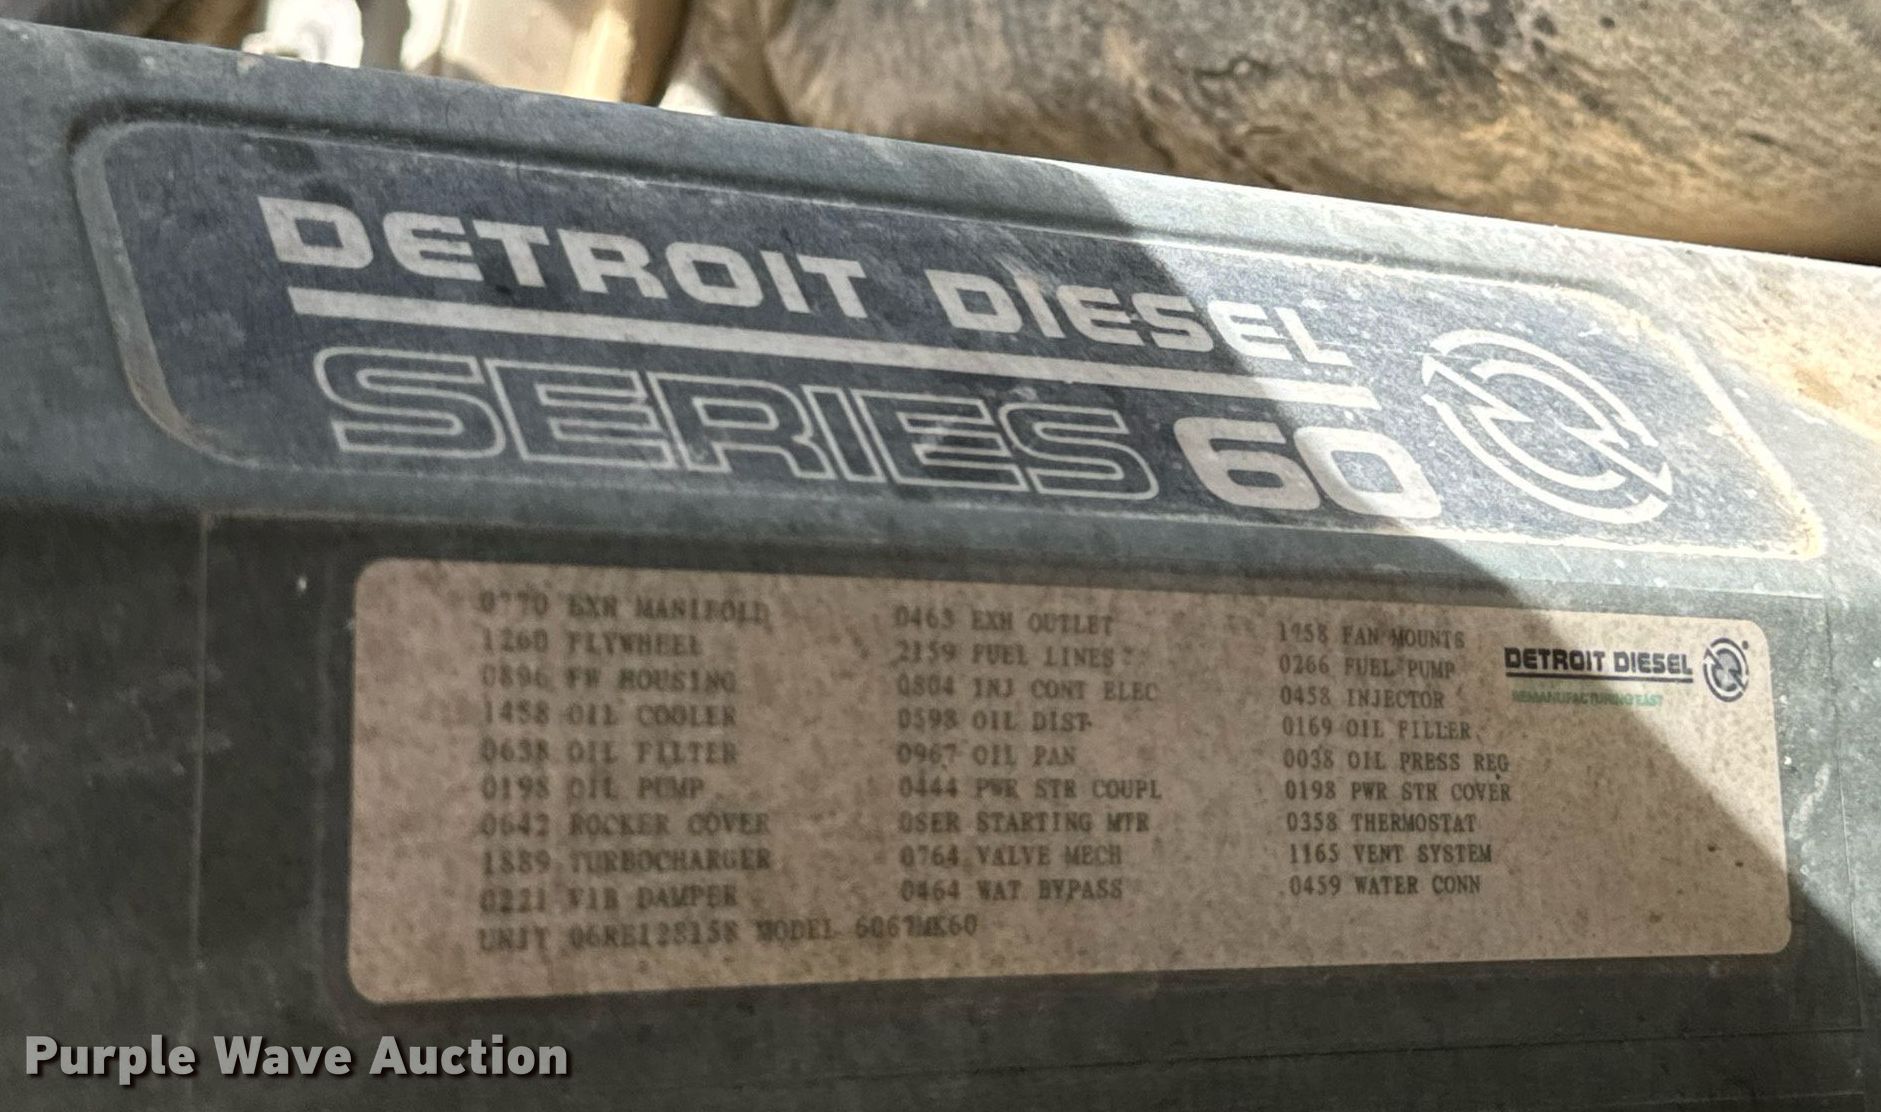 DETROIT DIESEL
SERIES 60
0770 EXH MANIFOLD
1260 FLYWHEEL
0896 FW HOUSING
1458 OIL COOLER
0638 OIL FILTER
0198 OIL PUMP
0642 ROCKER COVER
1889 TURBOCHARGER
0221 VIB DAMPER
UNIT 06RE128158 MODEL 6067MK60
0463 EXH OUTLET
2159 FUEL LINES
0804 INJ CONT ELEC
0598 OIL DIST
0967 OIL PAN
0444 PWR STR COUPL
0SER STARTING MTR
0764 VALVE MECH
0464 WAT BYPASS
1958 FAN MOUNTS
0266 FUEL PUMP
0458 INJECTOR
0169 OIL FILLER
0038 OIL PRESS REG
0198 PWR STR COVER
0358 THERMOSTAT
1165 VENT SYSTEM
0459 WATER CONN
DETROIT DIESEL
REMANUFACTURING EAST
Purple Wave Auction